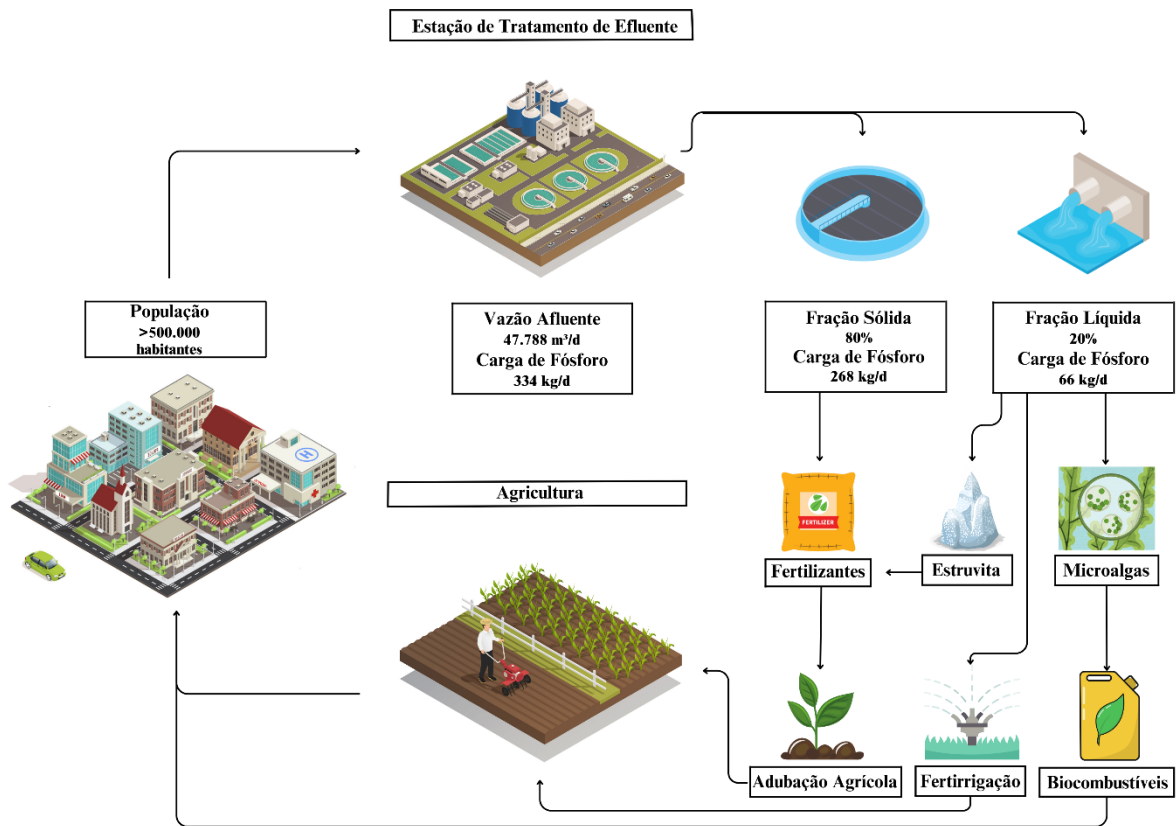 Estação de Tratamento de Efluente
População
>500.000
habitantes
Vazão Afluente
47.788 m³/d
Carga de Fósforo
334 kg/d
Fração Sólida
80%
Carga de Fósforo
268 kg/d
Fração Líquida
20%
Carga de Fósforo
66 kg/d
Agricultura
FERTILIZER
Fertilizantes
Estruvita
Microalgas
H
Adubação Agrícola
Fertirrigação
Biocombustíveis